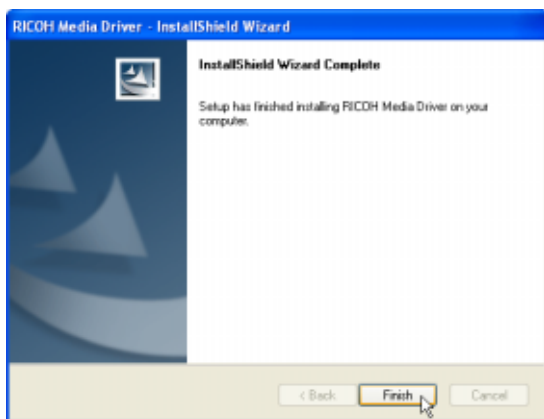 RICOH Media Driver - InstallShield Wizard
InstallShield Wizard Complete
Setup has finished installing RICOH Media Driver on your
computer.
< Back
Finish
Cancel